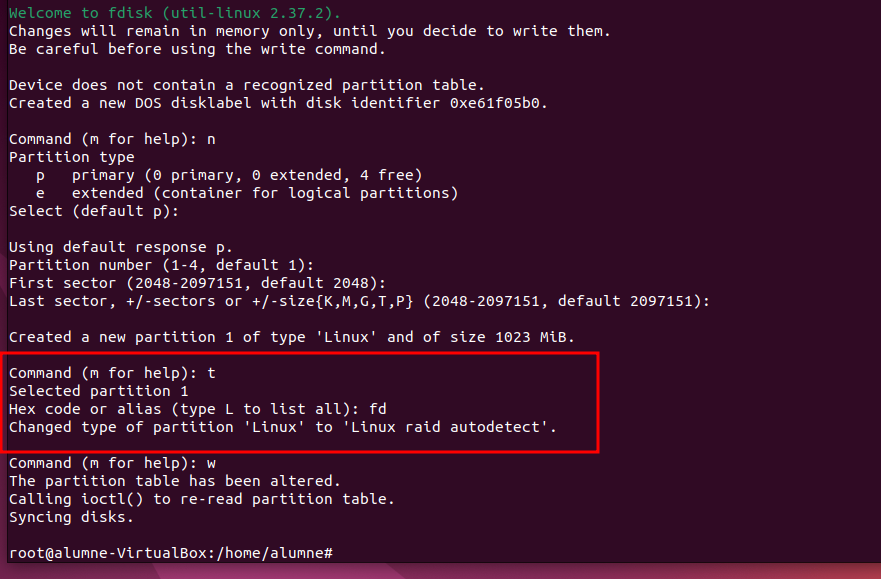 Welcome to fdisk (util-linux 2.37.2).
Changes will remain in memory only, until you decide to write them.
Be careful before using the write command.
Device does not contain a recognized partition table.
Created a new DOS disklabel with disk identifier 0xe61f05b0.
Command (m for help): n
Partition type
p   primary (0 primary, 0 extended, 4 free)
e   extended (container for logical partitions)
Select (default p):
Using default response p.
Partition number (1-4, default 1):
First sector (2048-2097151, default 2048):
Last sector, +/-sectors or +/-size{K,M,G,T,P} (2048-2097151, default 2097151):
Created a new partition 1 of type 'Linux' and of size 1023 MiB.
Command (m for help): t
Selected partition 1
Hex code or alias (type L to list all): fd
Changed type of partition 'Linux' to 'Linux raid autodetect'.
Command (m for help): w
The partition table has been altered.
Calling ioctl() to re-read partition table.
Syncing disks.
root@alumne-VirtualBox:/home/alumne#